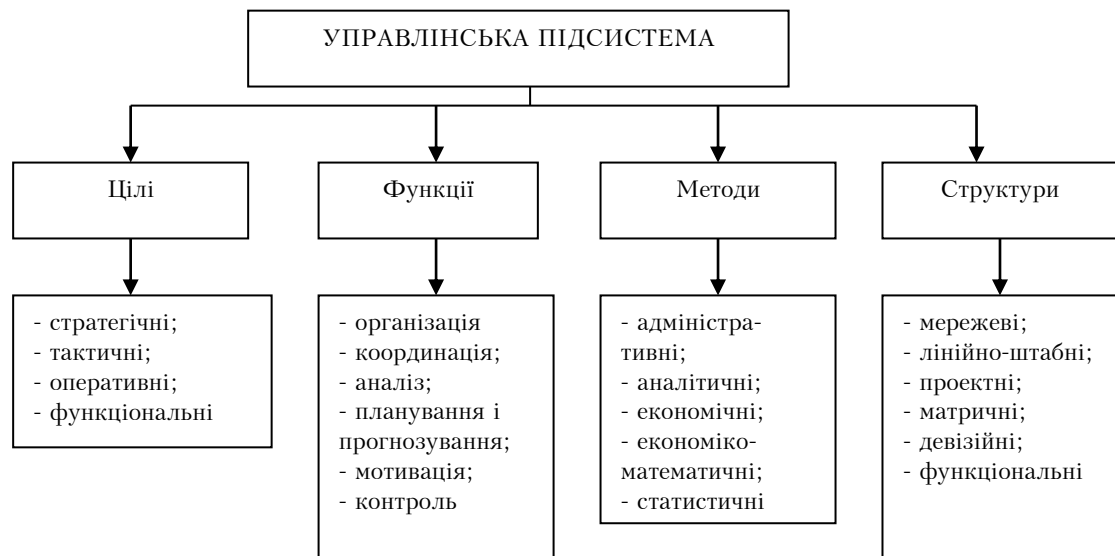 УПРАВЛІНСЬКА ПІДСИСТЕМА
Цілі
Функції
Методи
Структури
- стратегічні;
- тактичні;
- оперативні;
- функціональні
- організація
- координація;
- аналіз;
- планування і
прогнозування;
- мотивація;
- контроль
- адміністра-
тивні;
- аналітичні;
- економічні;
- економіко-
математичні;
- статистичні
- мережеві;
- лінійно-штабні;
- проектні;
- матричні;
- девізійні;
- функціональні